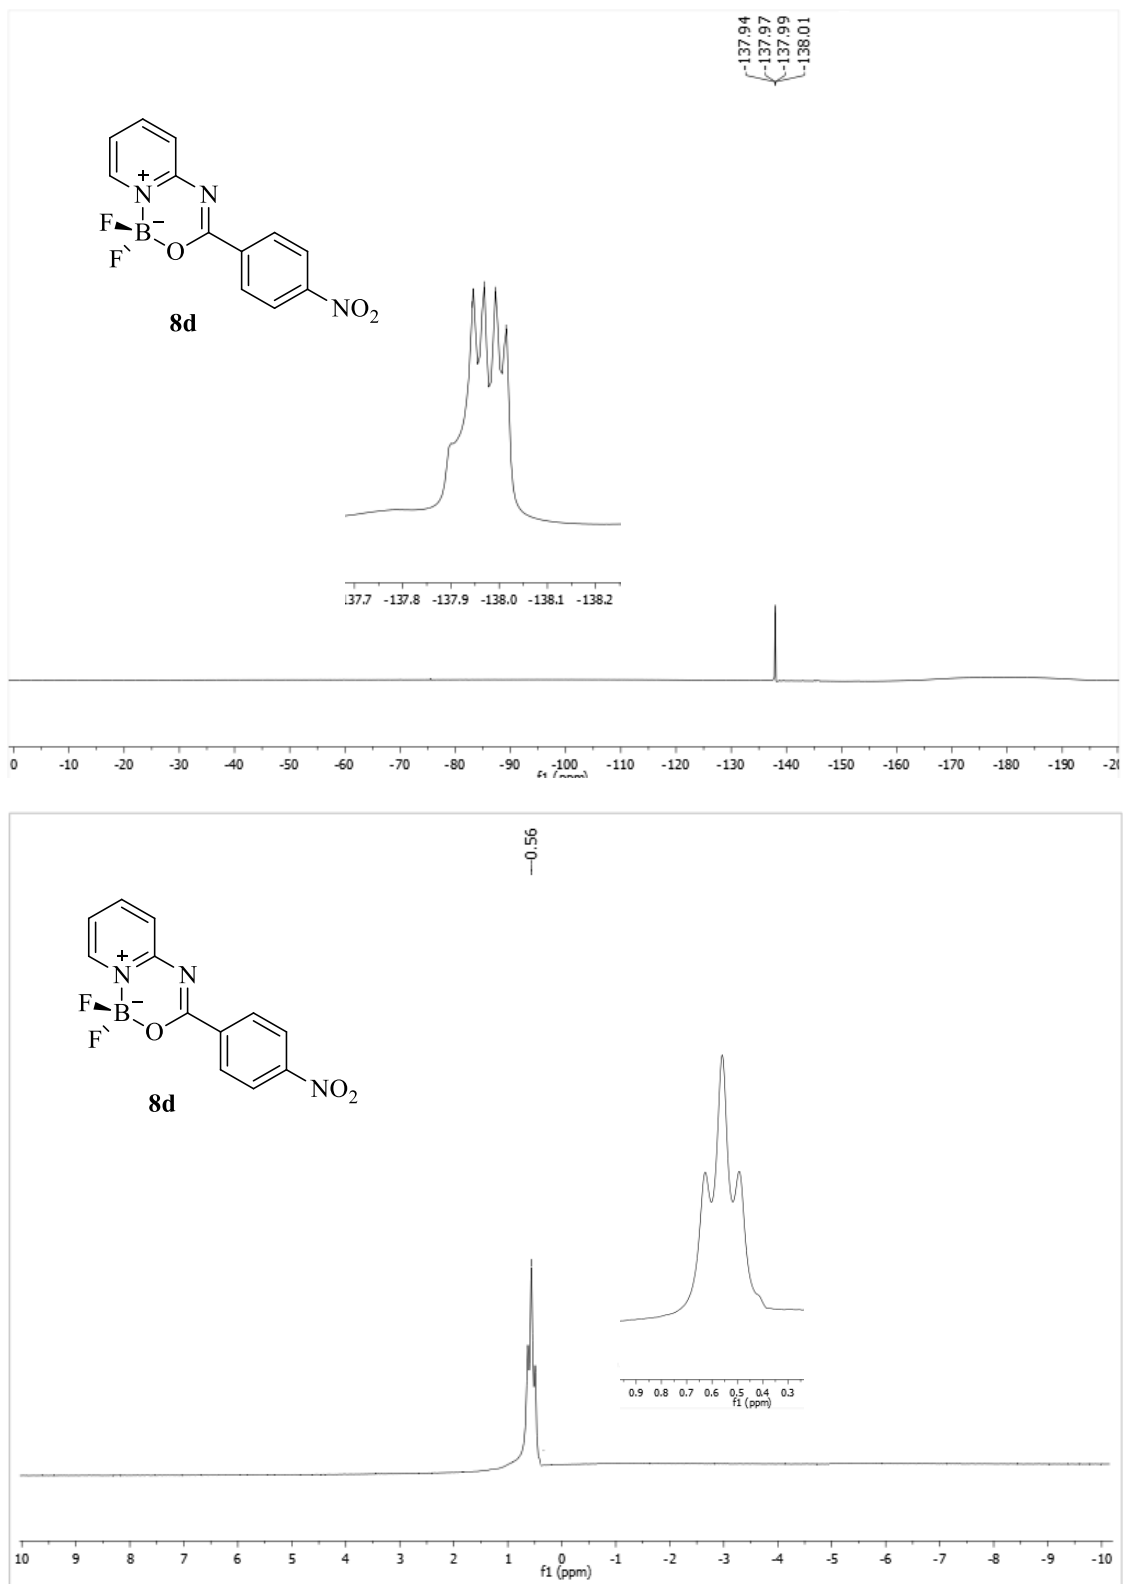 -137.94
-137.97
-137.99
-138.01
N
+
N
F
B
−
F
O
NO2
8d
137.7 -137.8 -137.9 -138.0 -138.1 -138.2
0 -10 -20 -30 -40 -50 -60 -70 -80 -90 -100 -110 -120 -130 -140 -150 -160 -170 -180 -190
f1 (ppm)
0.56
N
+
N
F
B
−
F
O
NO2
8d
0.9 0.8 0.7 0.6 0.5 0.4 0.3
f1 (ppm)
10 9 8 7 6 5 4 3 2 1 0 -1 -2 -3 -4 -5 -6 -7 -8 -9 -10
f1 (ppm)